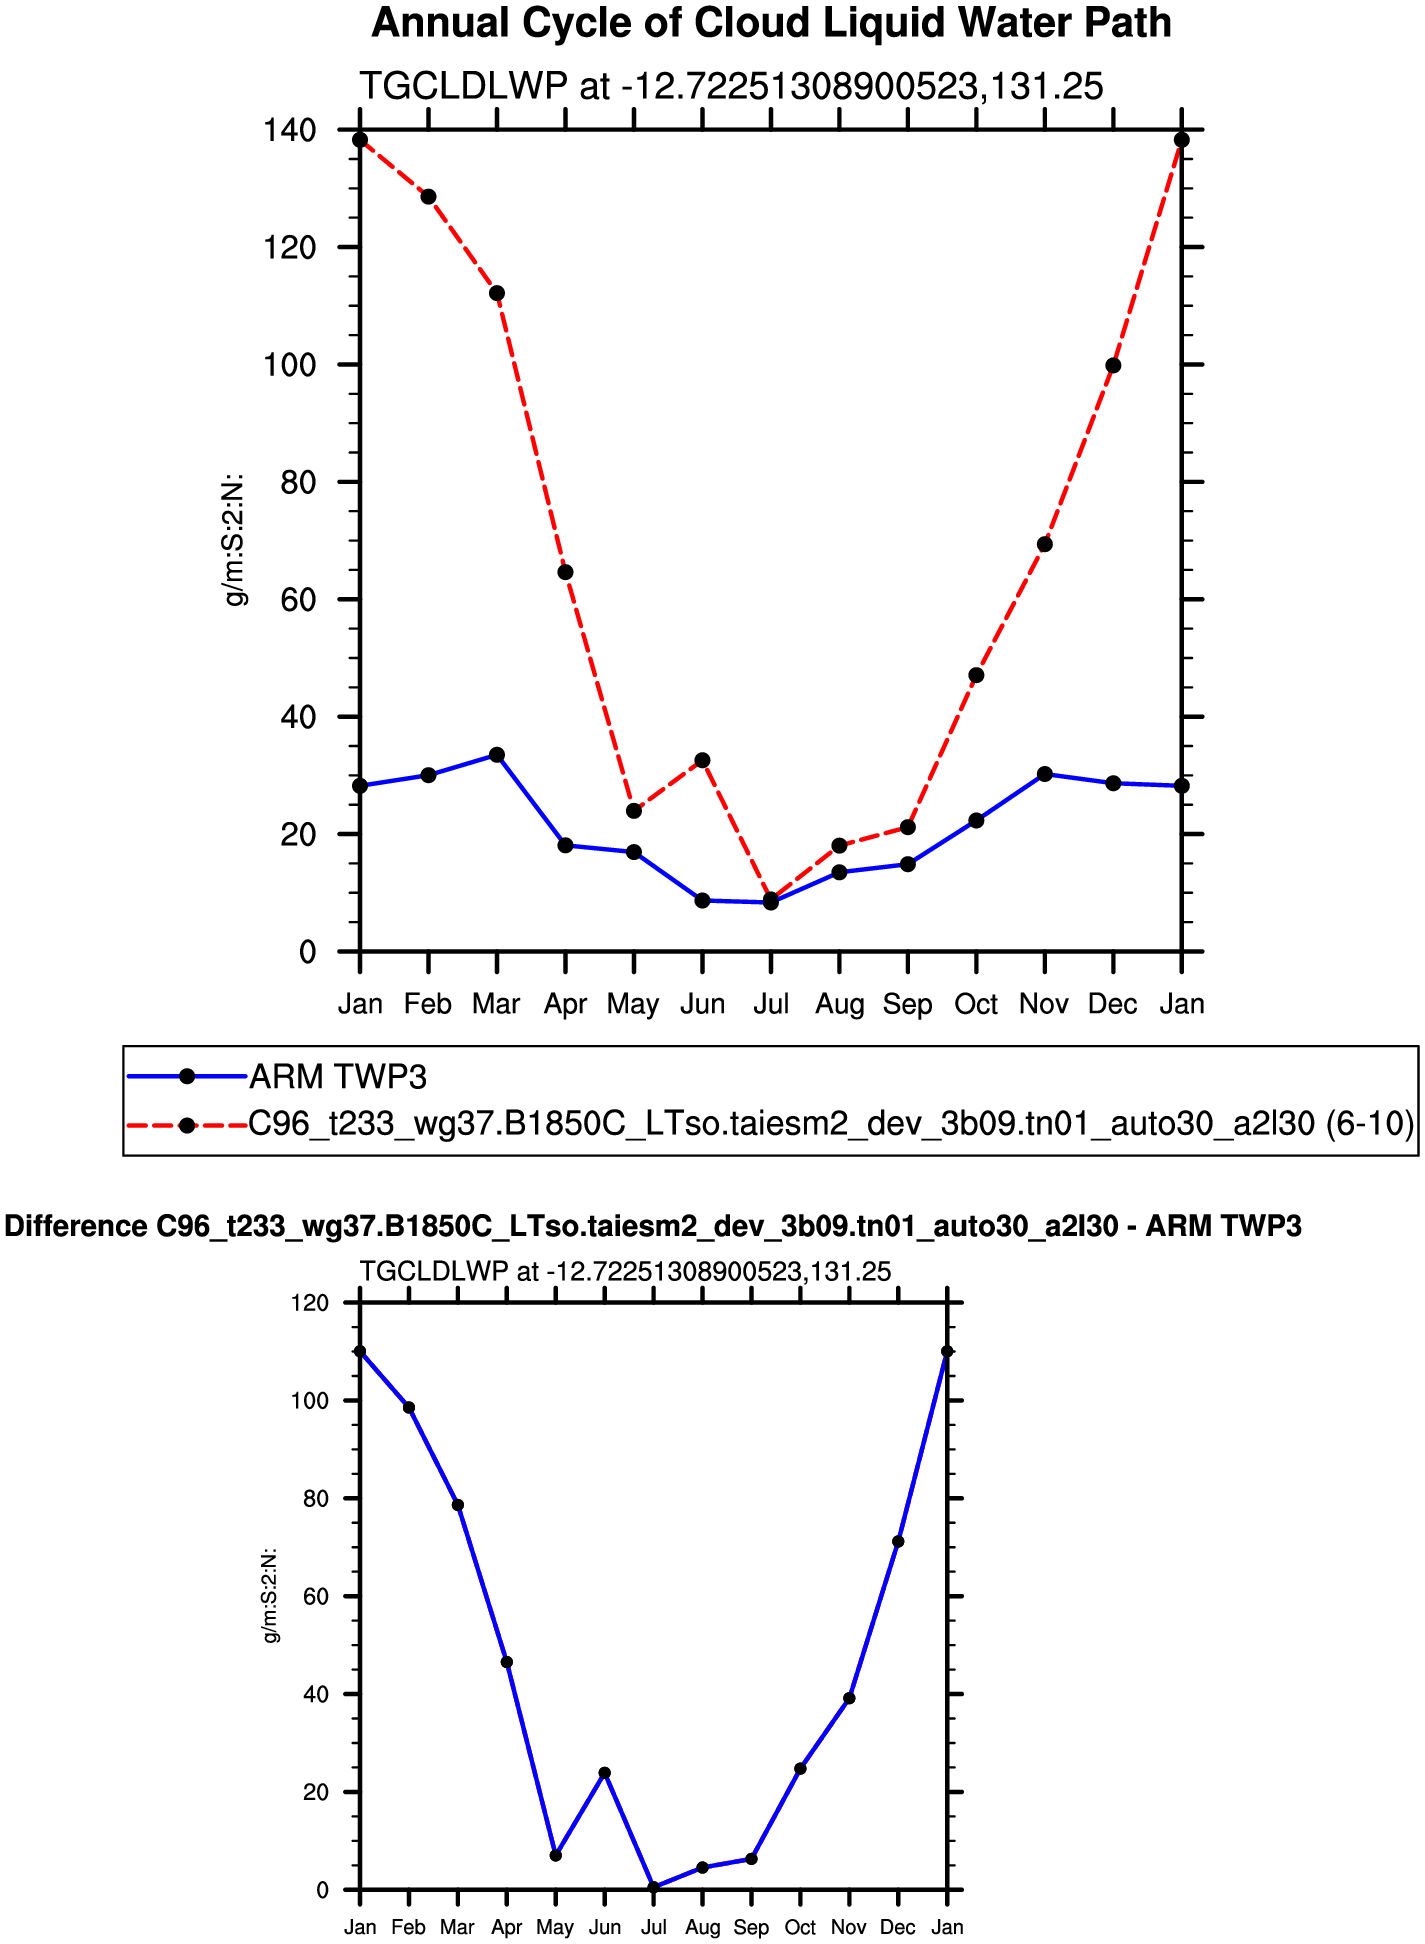 Annual Cycle of Cloud Liquid Water Path
TGCLDLWP at -12.72251308900523,131.25
140
120
100
80
60
40
20
0
g/m:S:2:N:
Jan Feb Mar Apr May Jun Jul Aug Sep Oct Nov Dec Jan
ARM TWP3
C96_t233_wg37.B1850C_LTso.taiesm2_dev_3b09.tn01_auto30_a2l30 (6-10)
Difference C96_t233_wg37.B1850C_LTso.taiesm2_dev_3b09.tn01_auto30_a2l30 - ARM TWP3
TGCLDLWP at -12.72251308900523,131.25
120
100
80
60
40
20
0
g/m:S:2:N:
Jan Feb Mar Apr May Jun Jul Aug Sep Oct Nov Dec Jan